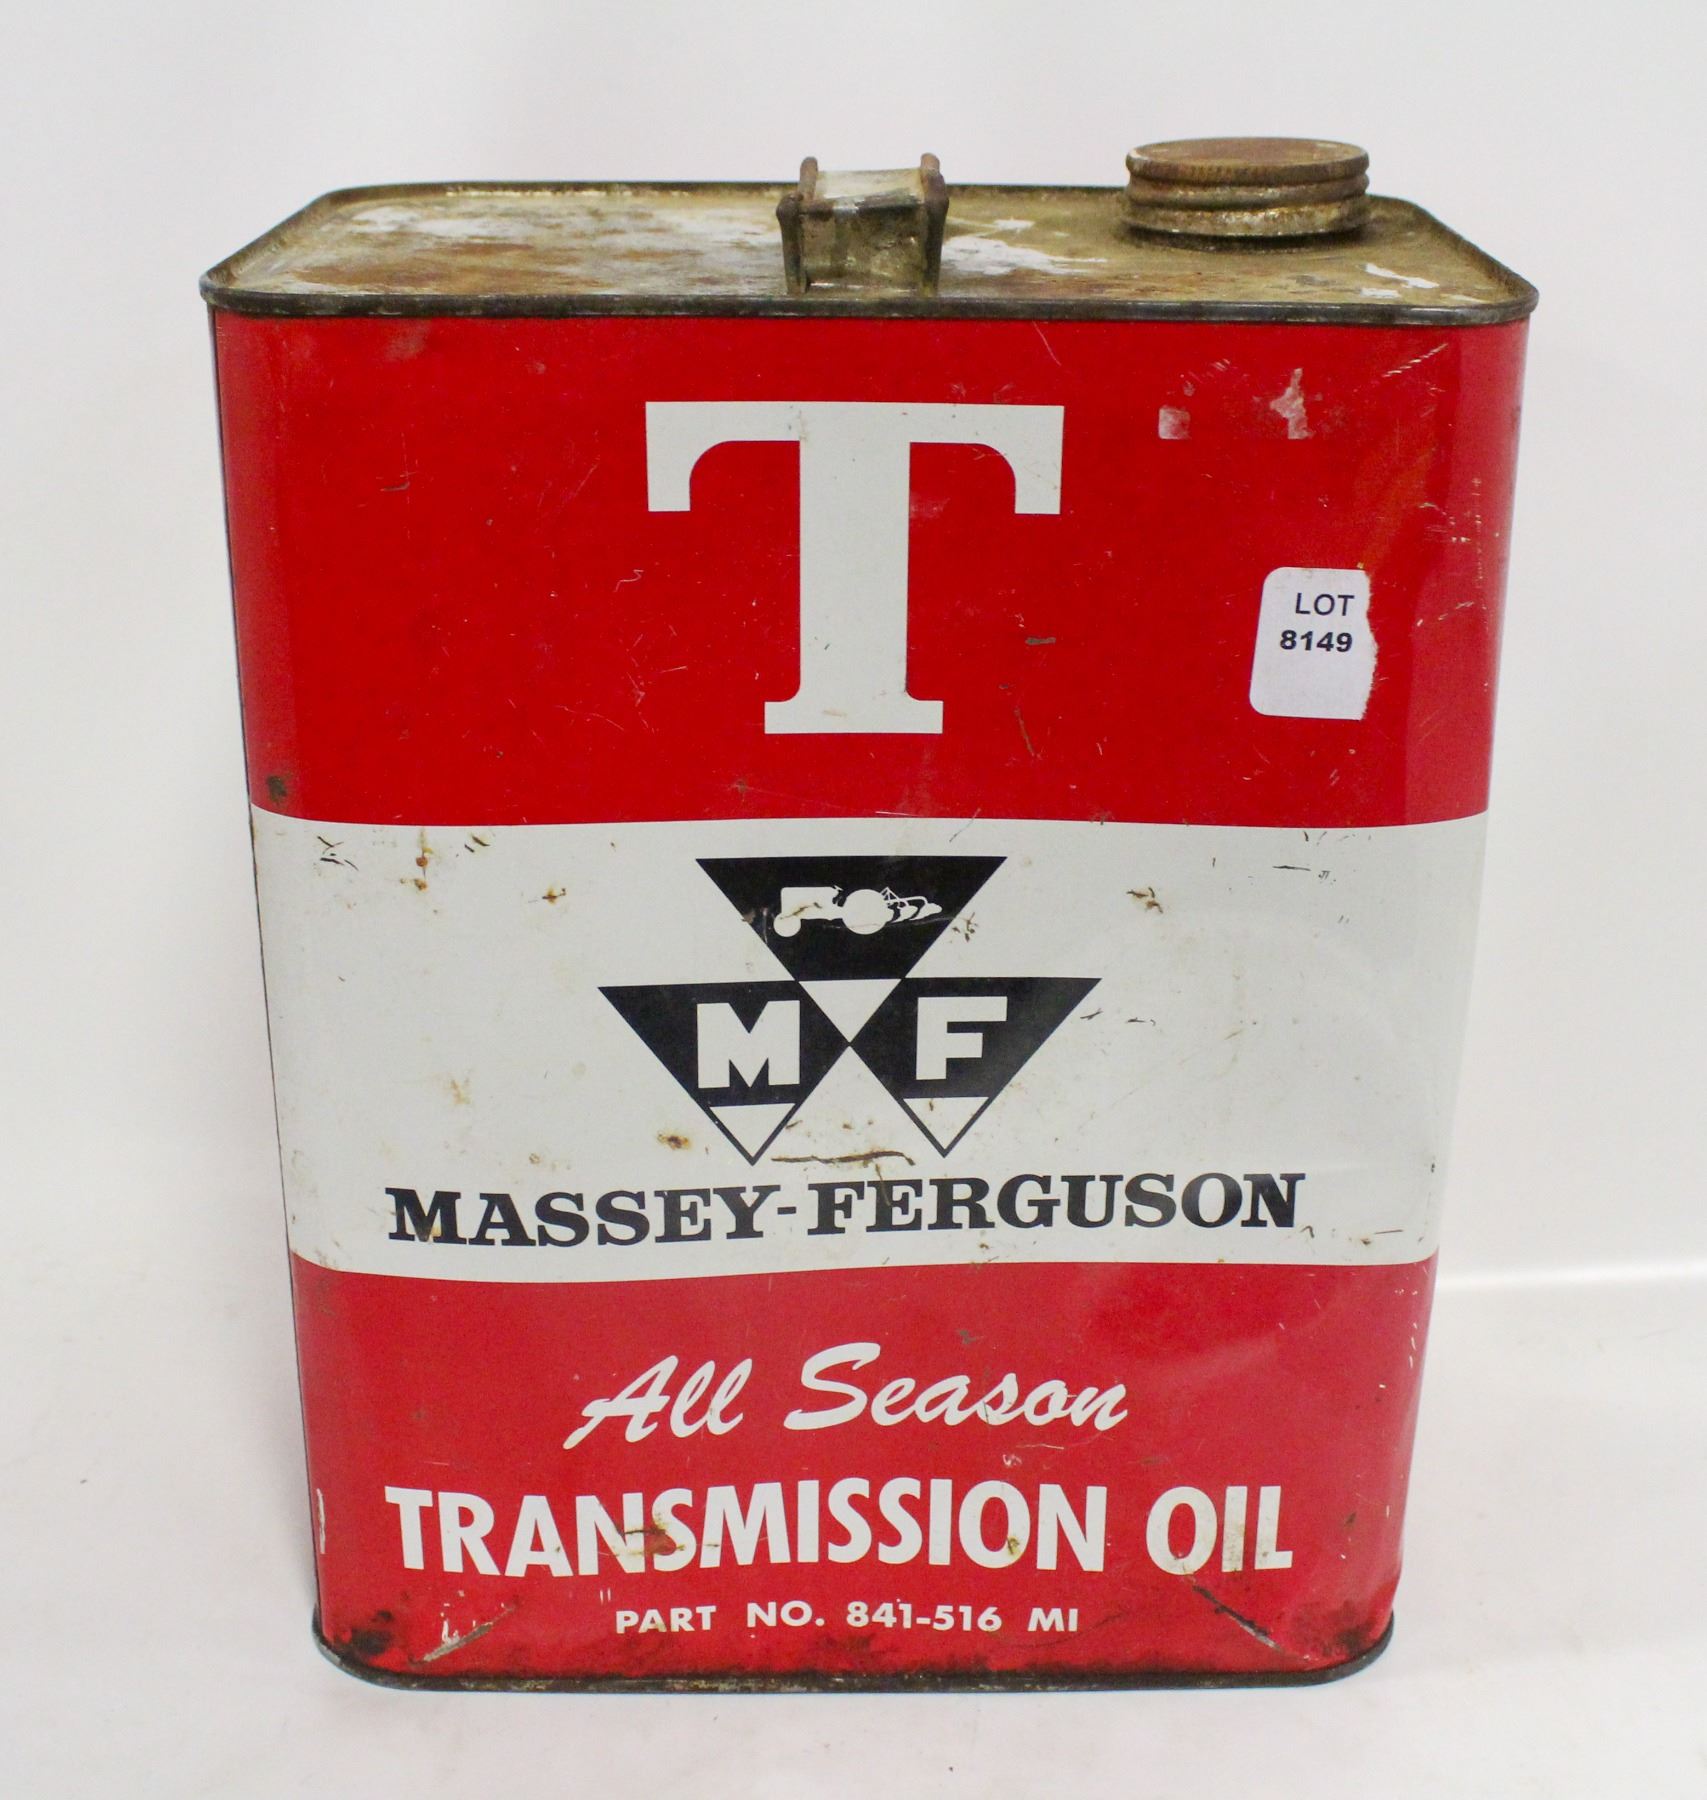 T
LOT
8149
M F
MASSEY-FERGUSON
All Season
TRANSMISSION OIL
PART NO. 841-516 MI